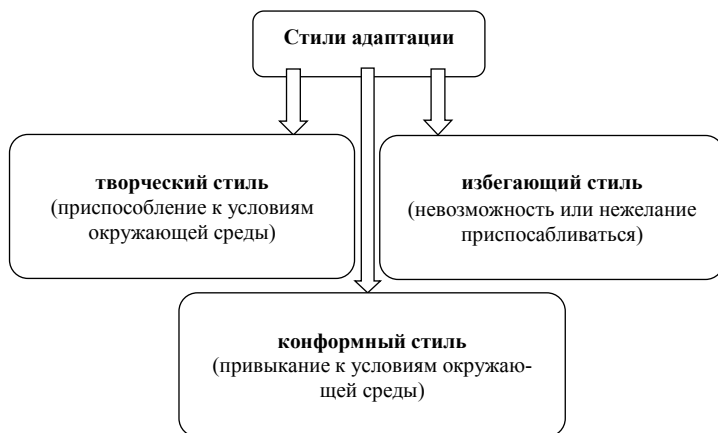 Стили адаптации
творческий стиль
(приспособление к условиям
окружающей среды)
избегающий стиль
(невозможность или нежелание
приспосабливаться)
конформный стиль
(привыкание к условиям окружаю-
щей среды)